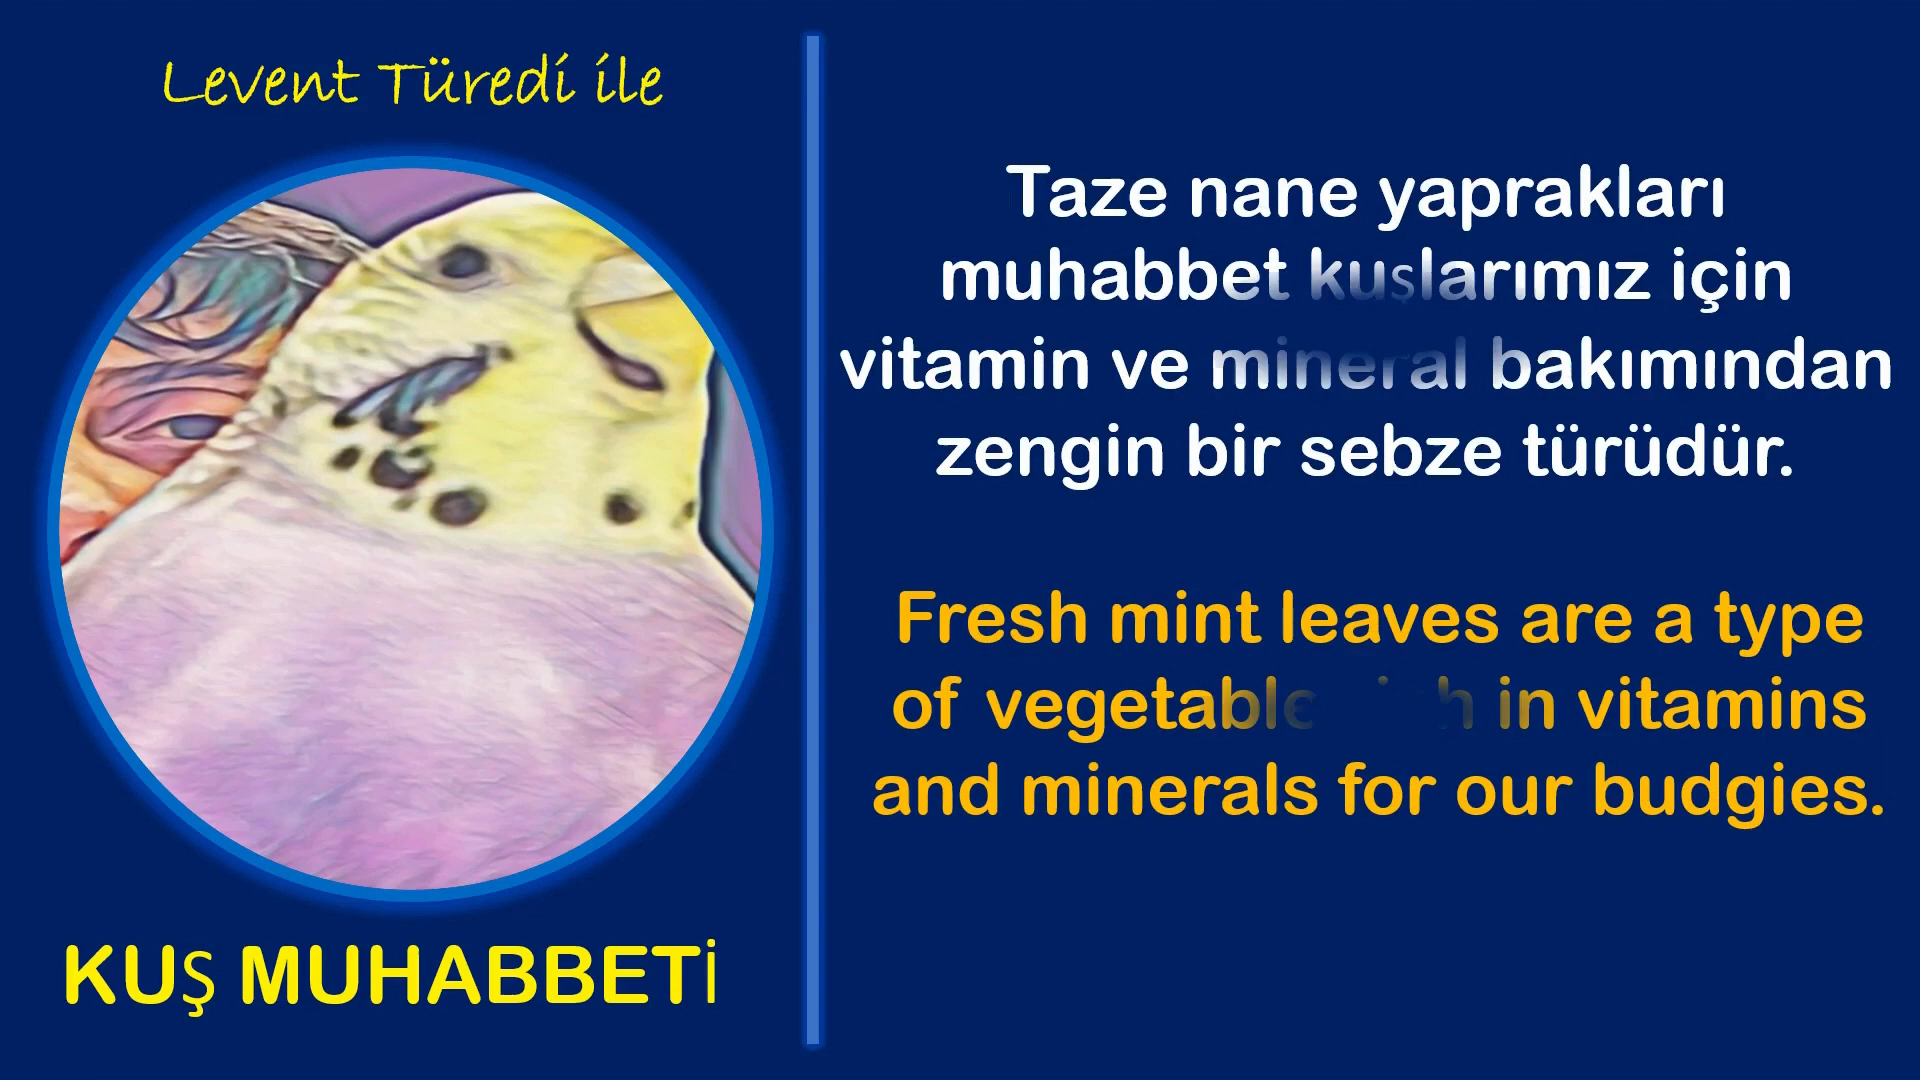 Levent Türedi ile
KUŞ MUHABBETİ
Taze nane yaprakları
muhabbet kuşlarımız için
vitamin ve mineral bakımından
zengin bir sebze türüdür.
Fresh mint leaves are a type
of vegetable in vitamins
and minerals for our budgies.